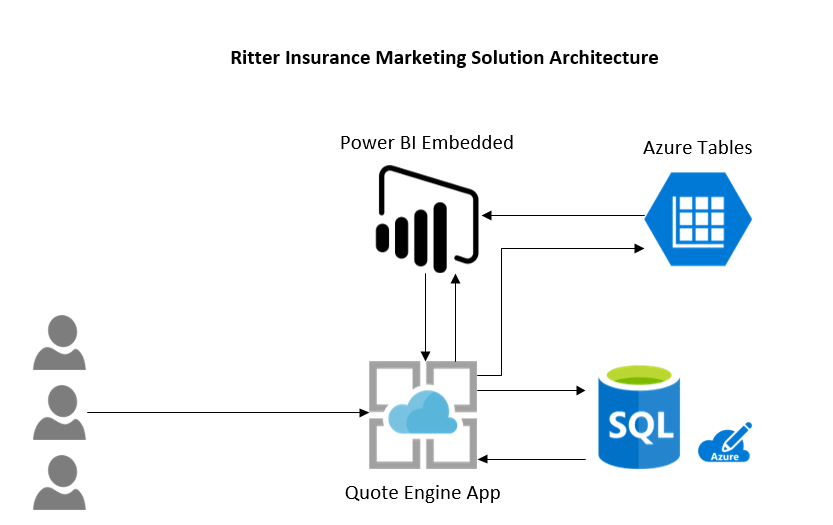 Ritter Insurance Marketing Solution Architecture
Power BI Embedded
Azure Tables
SQL
Azure
Quote Engine App